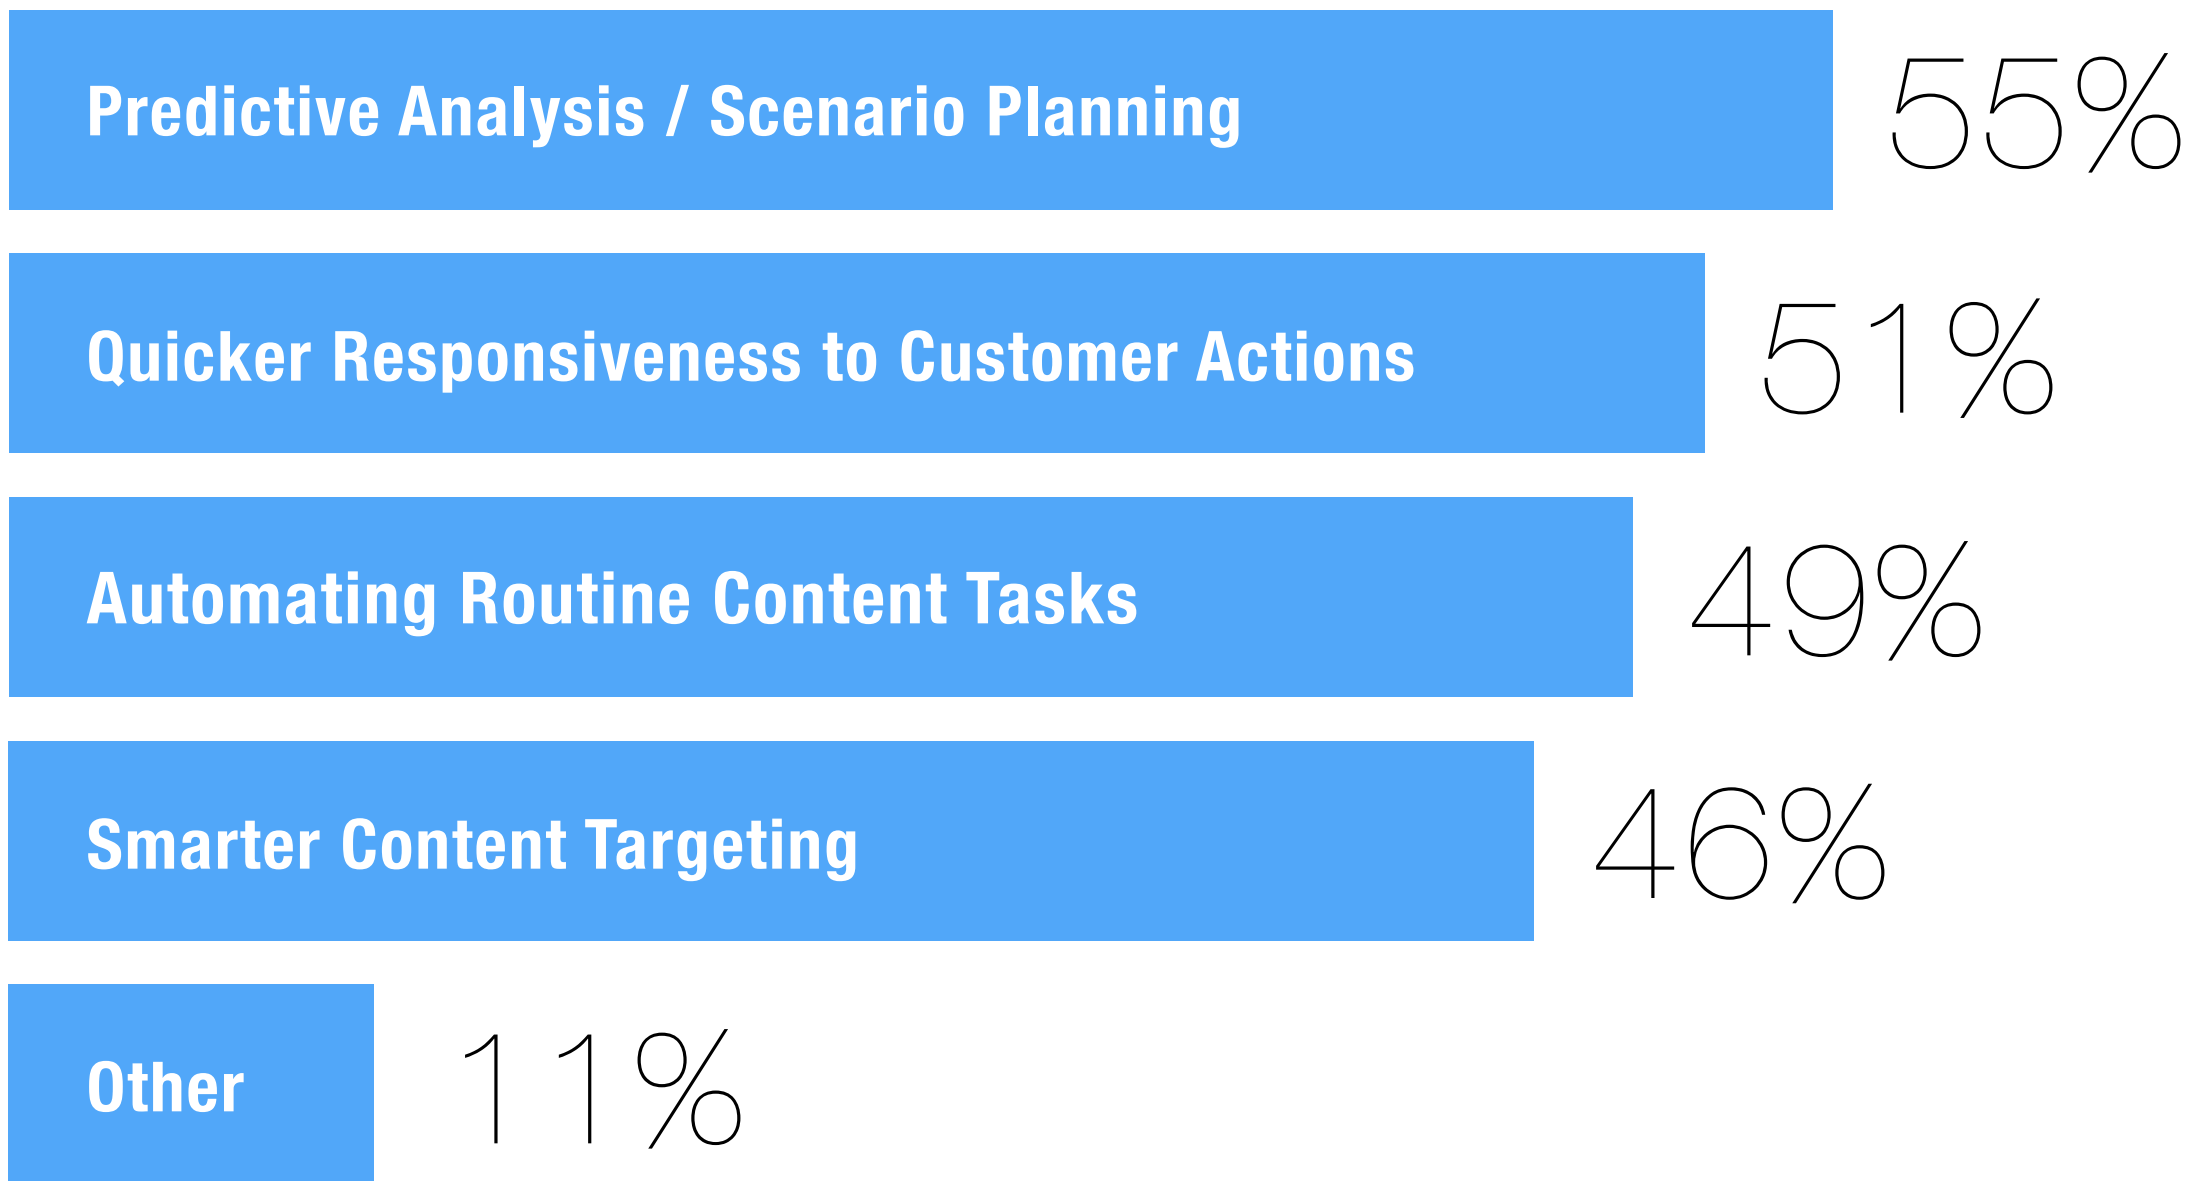 Predictive Analysis / Scenario Planning 55%
Quicker Responsiveness to Customer Actions 51%
Automating Routine Content Tasks 49%
Smarter Content Targeting 46%
Other 11%